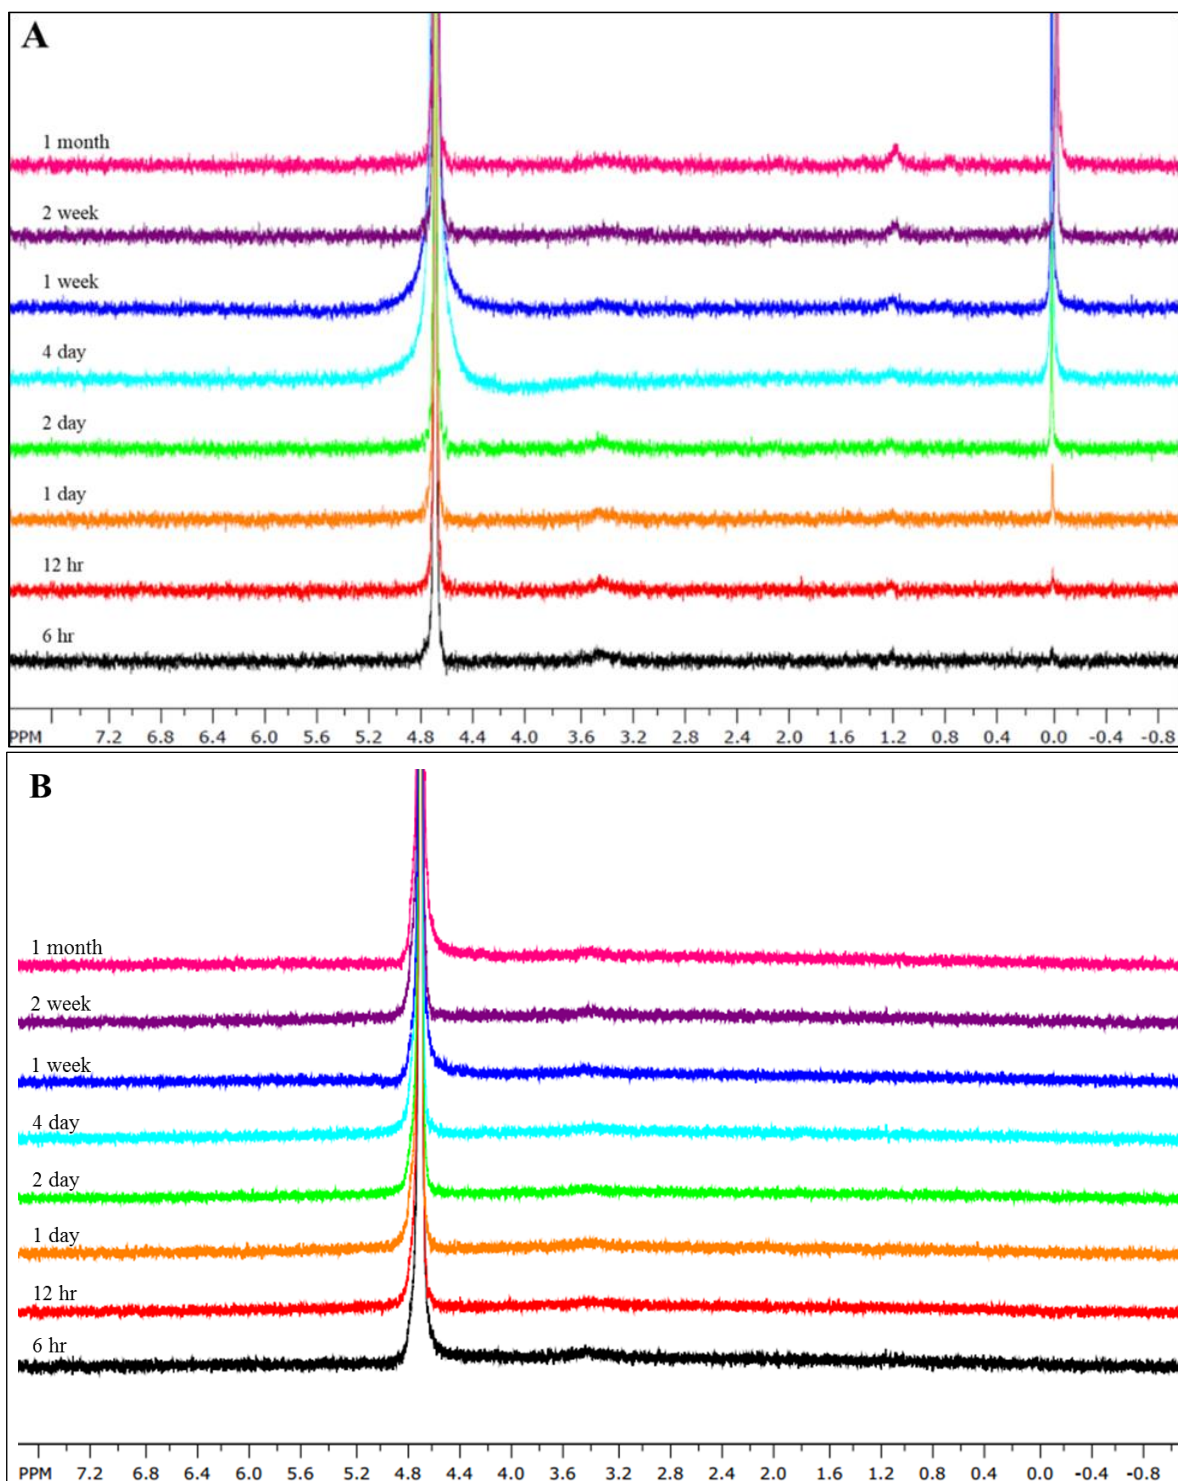 A
1 month
2 week
1 week
4 day
2 day
1 day
12 hr
6 hr
PPM 7.2 6.8 6.4 6.0 5.6 5.2 4.8 4.4 4.0 3.6 3.2 2.8 2.4 2.0 1.6 1.2 0.8 0.4 0.0 -0.4 -0.8
B
1 month
2 week
1 week
4 day
2 day
1 day
12 hr
6 hr
PPM 7.2 6.8 6.4 6.0 5.6 5.2 4.8 4.4 4.0 3.6 3.2 2.8 2.4 2.0 1.6 1.2 0.8 0.4 0.0 -0.4 -0.8